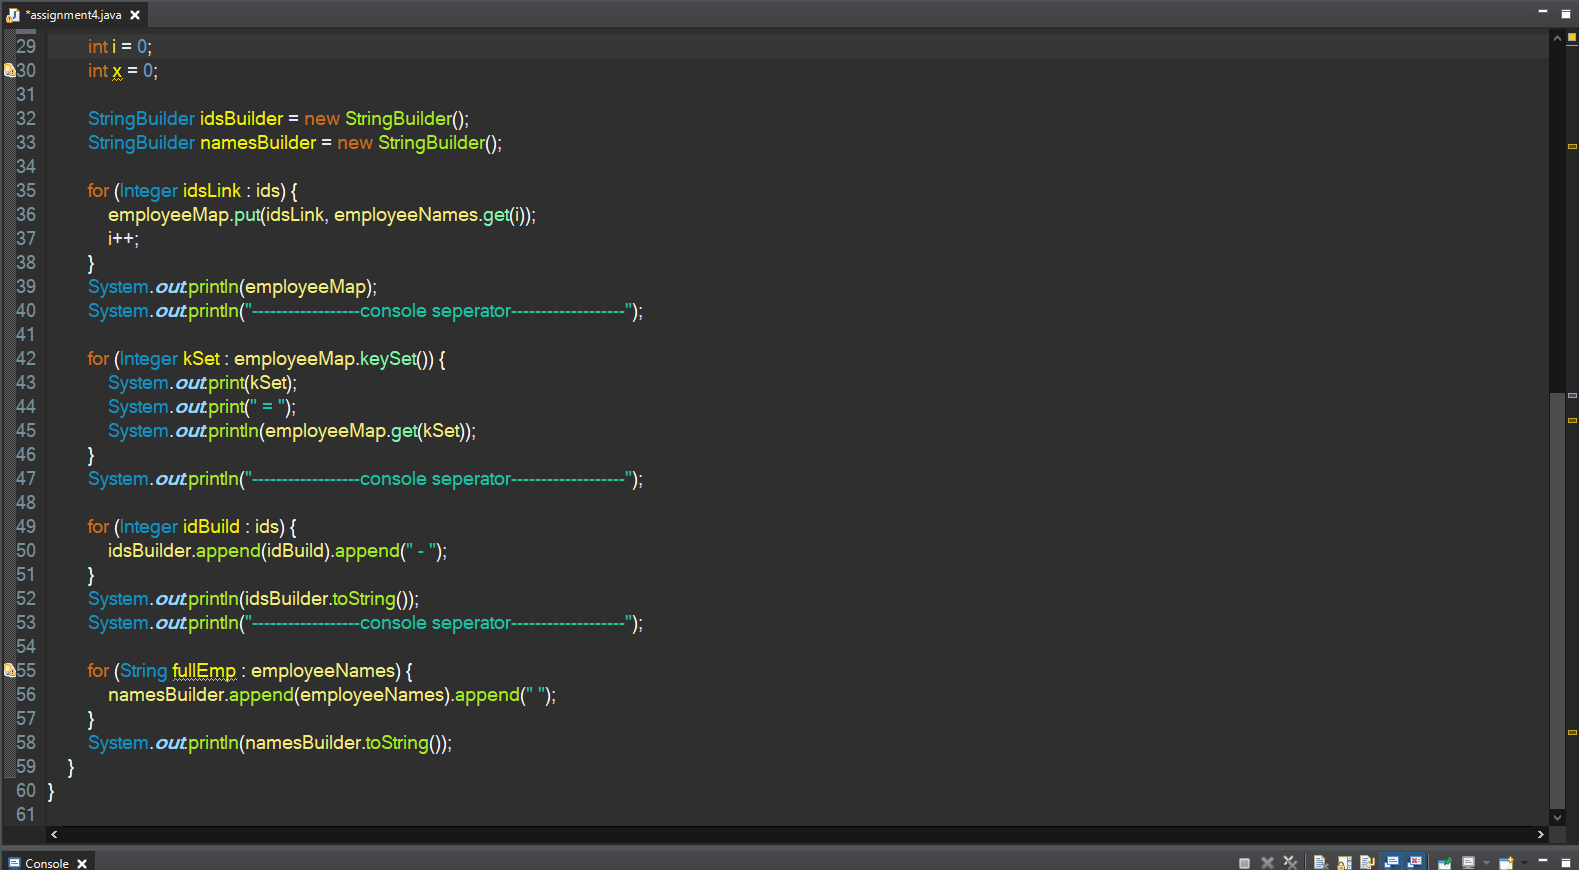 *assignment4.java
29 int i = 0;
30 int x = 0;
31
32 StringBuilder idsBuilder = new StringBuilder();
33 StringBuilder namesBuilder = new StringBuilder();
34
35 for (Integer idsLink : ids) {
36 employeeMap.put(idsLink, employeeNames.get(i));
37 i++;
38 }
39 System.out.println(employeeMap);
40 System.out.println("------------------console seperator-------------------");
41
42 for (Integer kSet : employeeMap.keySet()) {
43 System.out.print(kSet);
44 System.out.print(" = ");
45 System.out.println(employeeMap.get(kSet));
46 }
47 System.out.println("------------------console seperator-------------------");
48
49 for (Integer idBuild : ids) {
50 idsBuilder.append(idBuild).append(" - ");
51 }
52 System.out.println(idsBuilder.toString());
53 System.out.println("------------------console seperator-------------------");
54
55 for (String fullEmp : employeeNames) {
56 namesBuilder.append(employeeNames).append(" ");
57 }
58 System.out.println(namesBuilder.toString());
59 }
60 }
61
Console